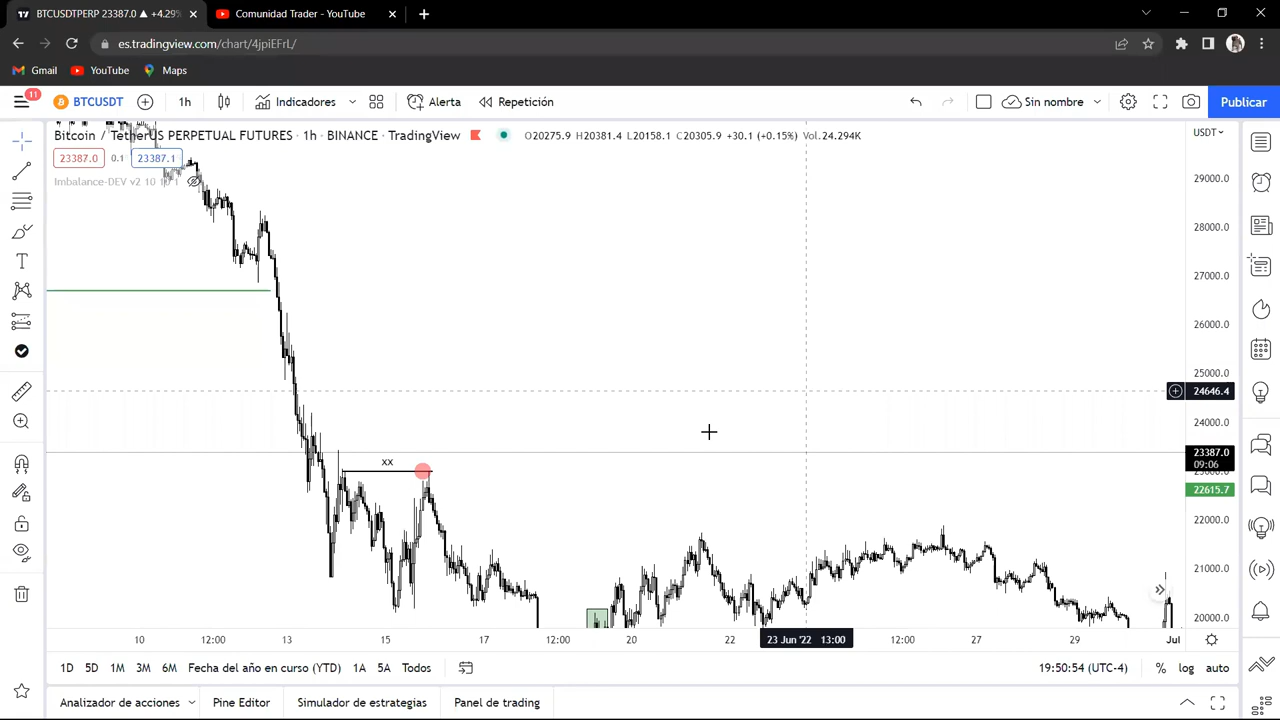 BTCUSDTPERP 23387.0 ▲ +4.29%
Comunidad Trader - YouTube
es.tradingview.com/chart/4jpiEFrL/
Gmail YouTube Maps
11
BTCUSDT 1h Indicadores Alerta Repetición Sin nombre Publicar
Bitcoin / TetherUS PERPETUAL FUTURES · 1h · BINANCE · TradingView O20275.9 H20381.4 L20158.1 C20305.9 +30.1 (+0.15%) Vol.24.294K
USDT
23387.0 0.1 23387.1
Imbalance-DEV v2 10 10 1
29000.0
28000.0
27000.0
26000.0
25000.0
24646.4
24000.0
23387.0
09:06
23000.0
22615.7
22000.0
21000.0
20000.0
xx
10 12:00 13 15 17 12:00 20 22 23 Jun '22 13:00 12:00 27 29 Jul
1D 5D 1M 3M 6M Fecha del año en curso (YTD) 1A 5A Todos 19:50:54 (UTC-4) % log auto
Analizador de acciones Pine Editor Simulador de estrategias Panel de trading